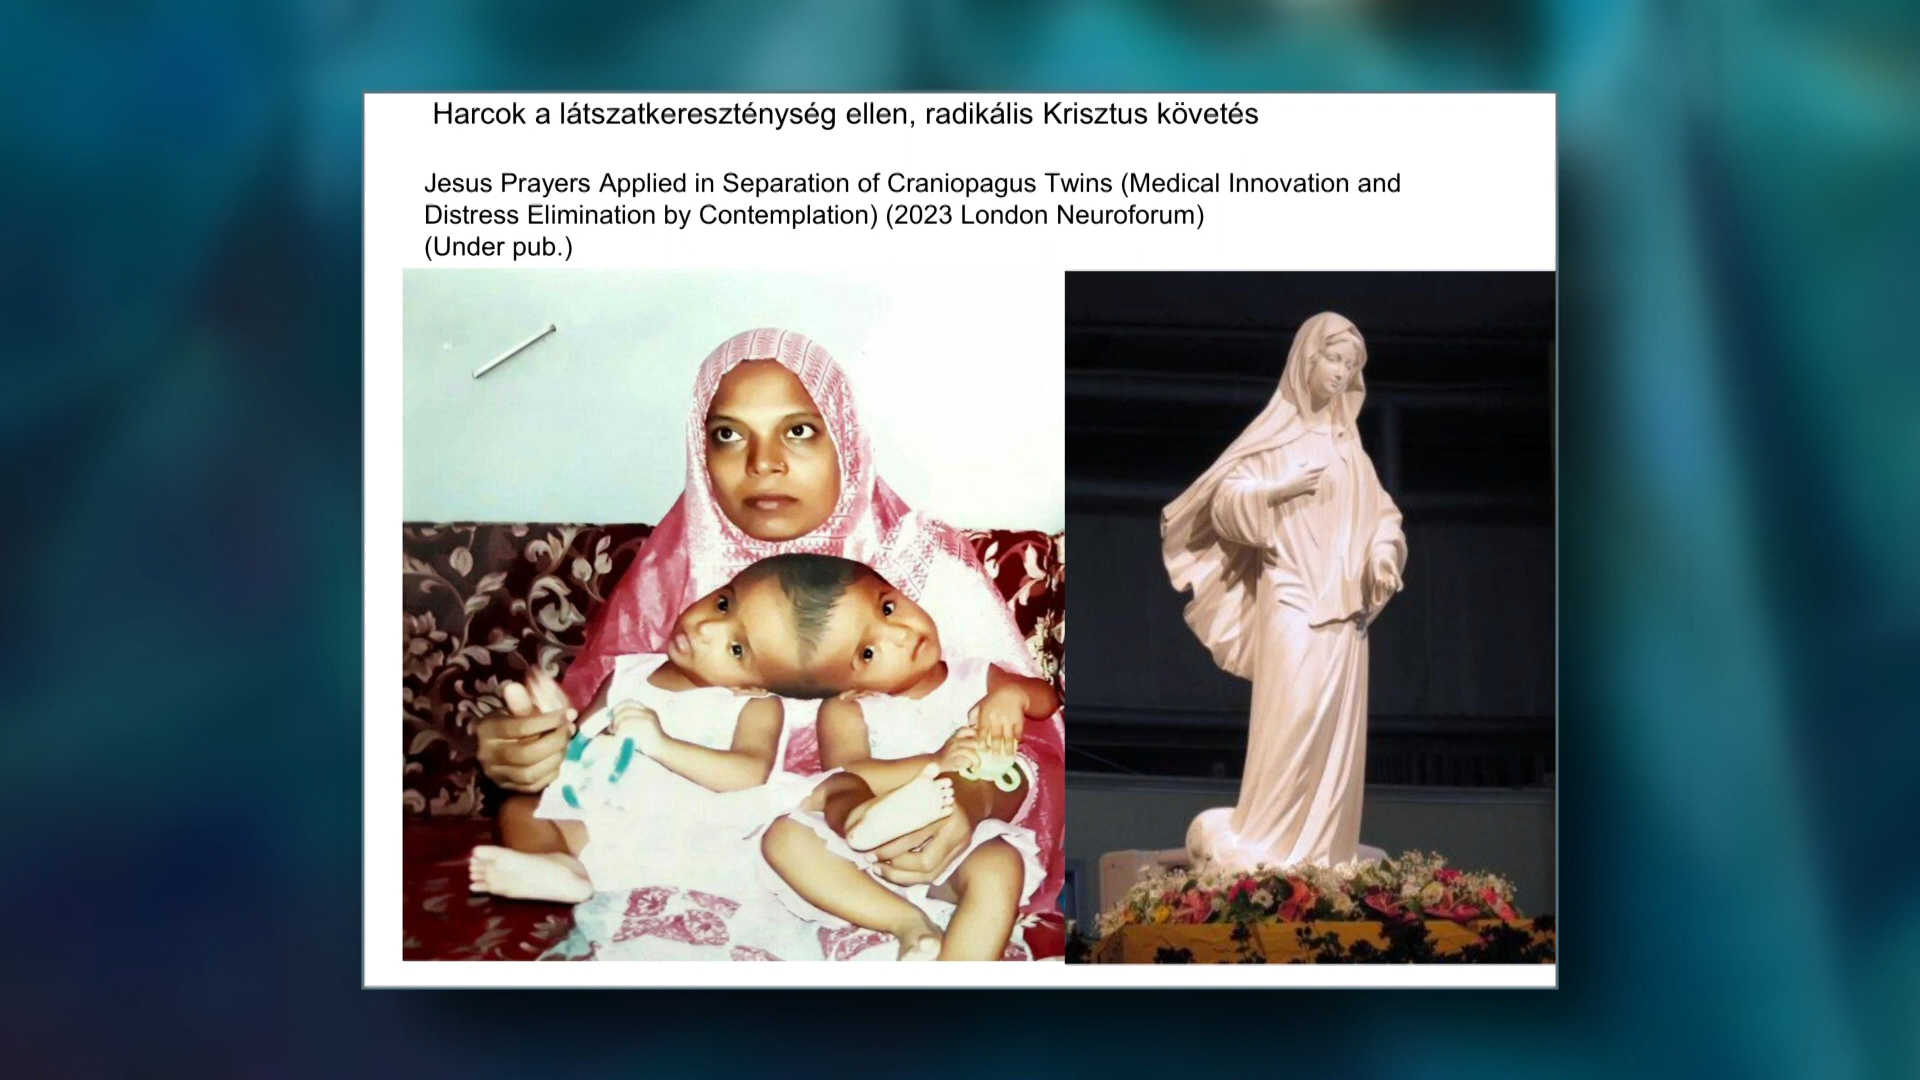 Harcok a látszatkereszténység ellen, radikális Krisztus követés
Jesus Prayers Applied in Separation of Craniopagus Twins (Medical Innovation and
Distress Elimination by Contemplation) (2023 London Neuroforum)
(Under pub.)